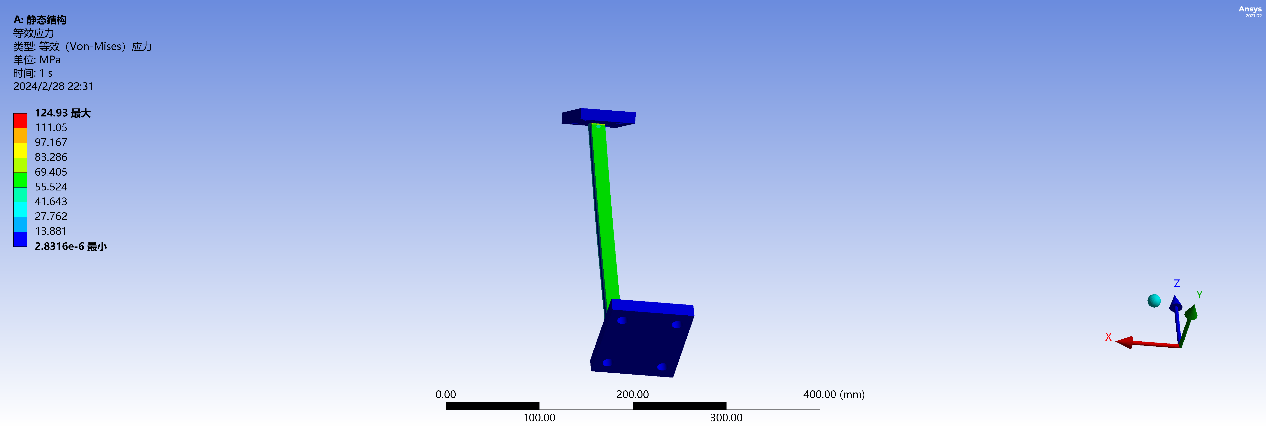 Ansys
2021 R2
A: 静态结构
等效应力
类型: 等效（Von-Mises）应力
单位: MPa
时间: 1 s
2024/2/28 22:31
124.93 最大
111.05
97.167
83.286
69.405
55.524
41.643
27.762
13.881
2.8316e-6 最小
Z
Y
X
0.00
200.00
400.00 (mm)
100.00
300.00